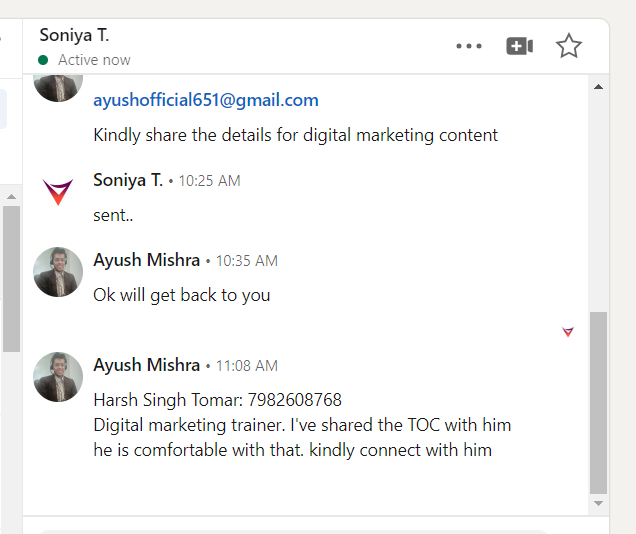 Soniya T.
Active now
ayushofficial651@gmail.com
Kindly share the details for digital marketing content
Soniya T. • 10:25 AM
sent..
Ayush Mishra • 10:35 AM
Ok will get back to you
Ayush Mishra • 11:08 AM
Harsh Singh Tomar: 7982608768
Digital marketing trainer. I've shared the TOC with him
he is comfortable with that. kindly connect with him